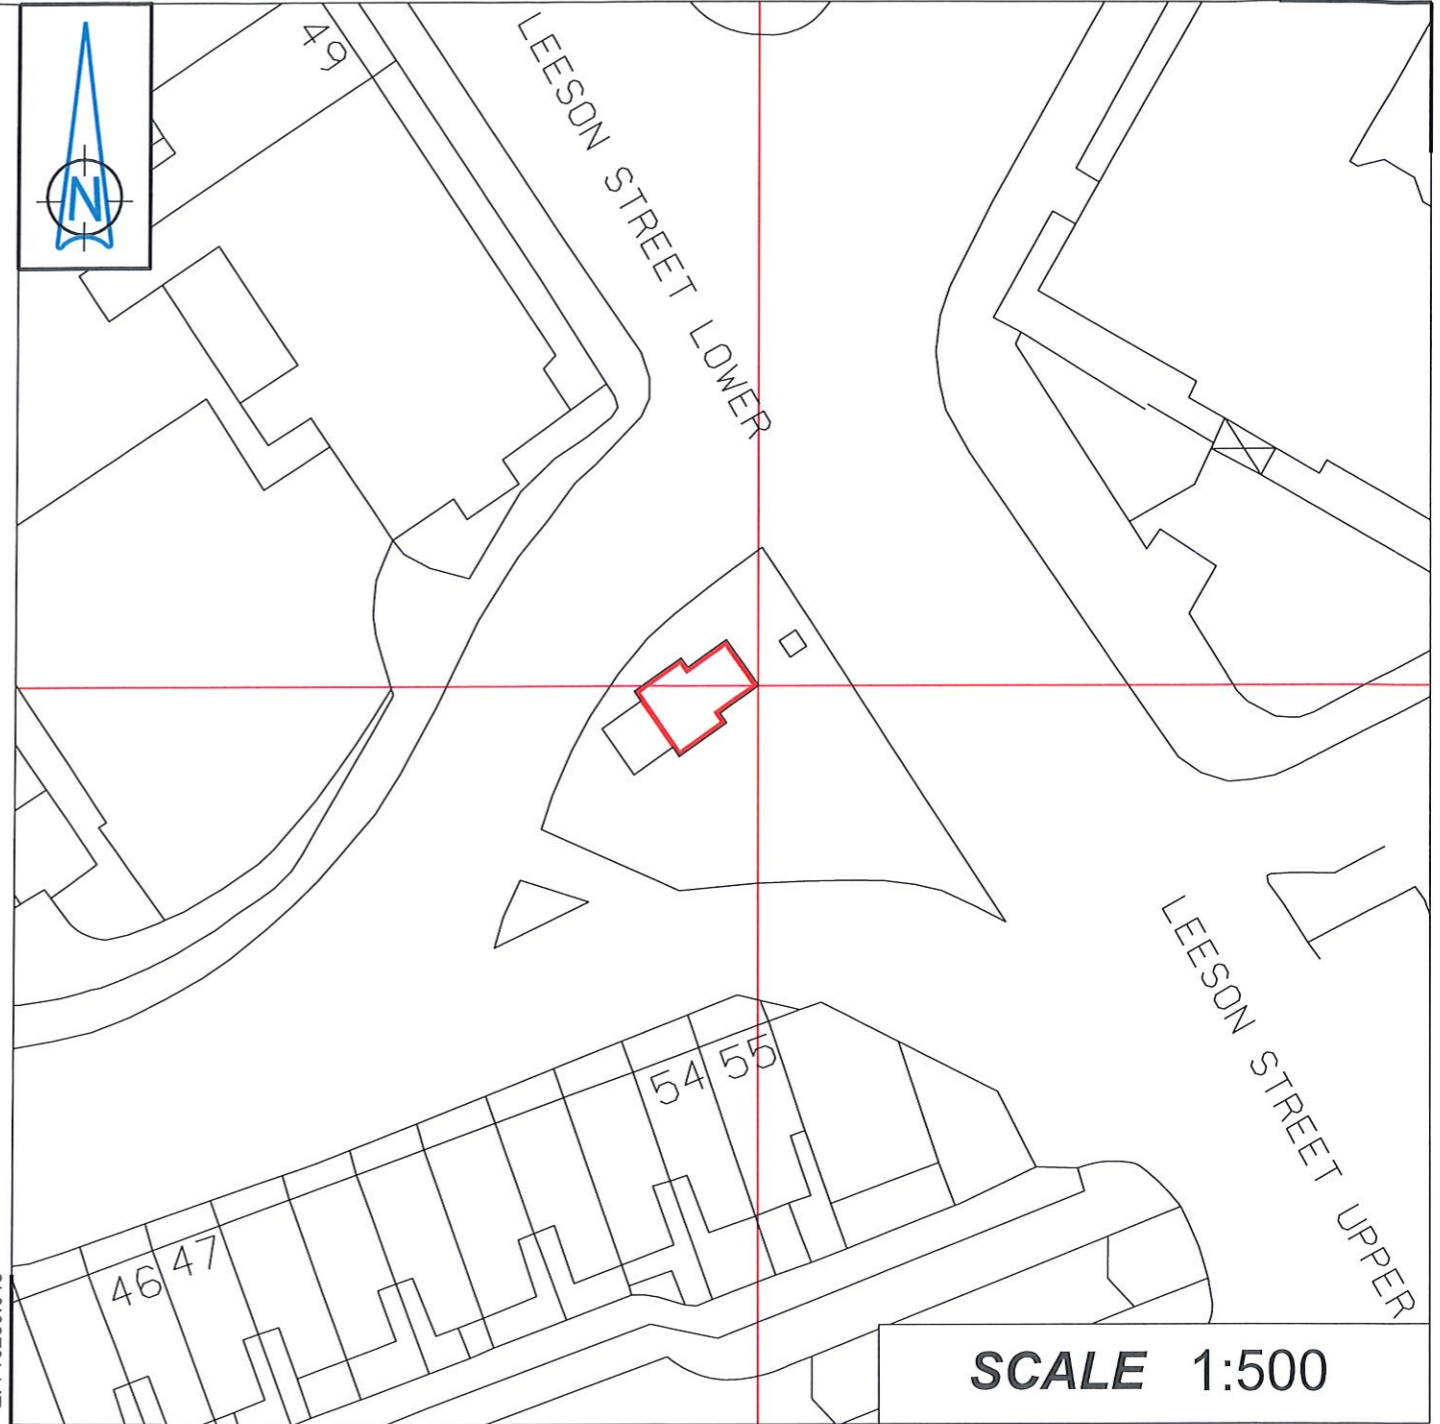 49
LEESON STREET LOWER
N
54 55
LEESON STREET UPPER
46 47
SCALE 1:500